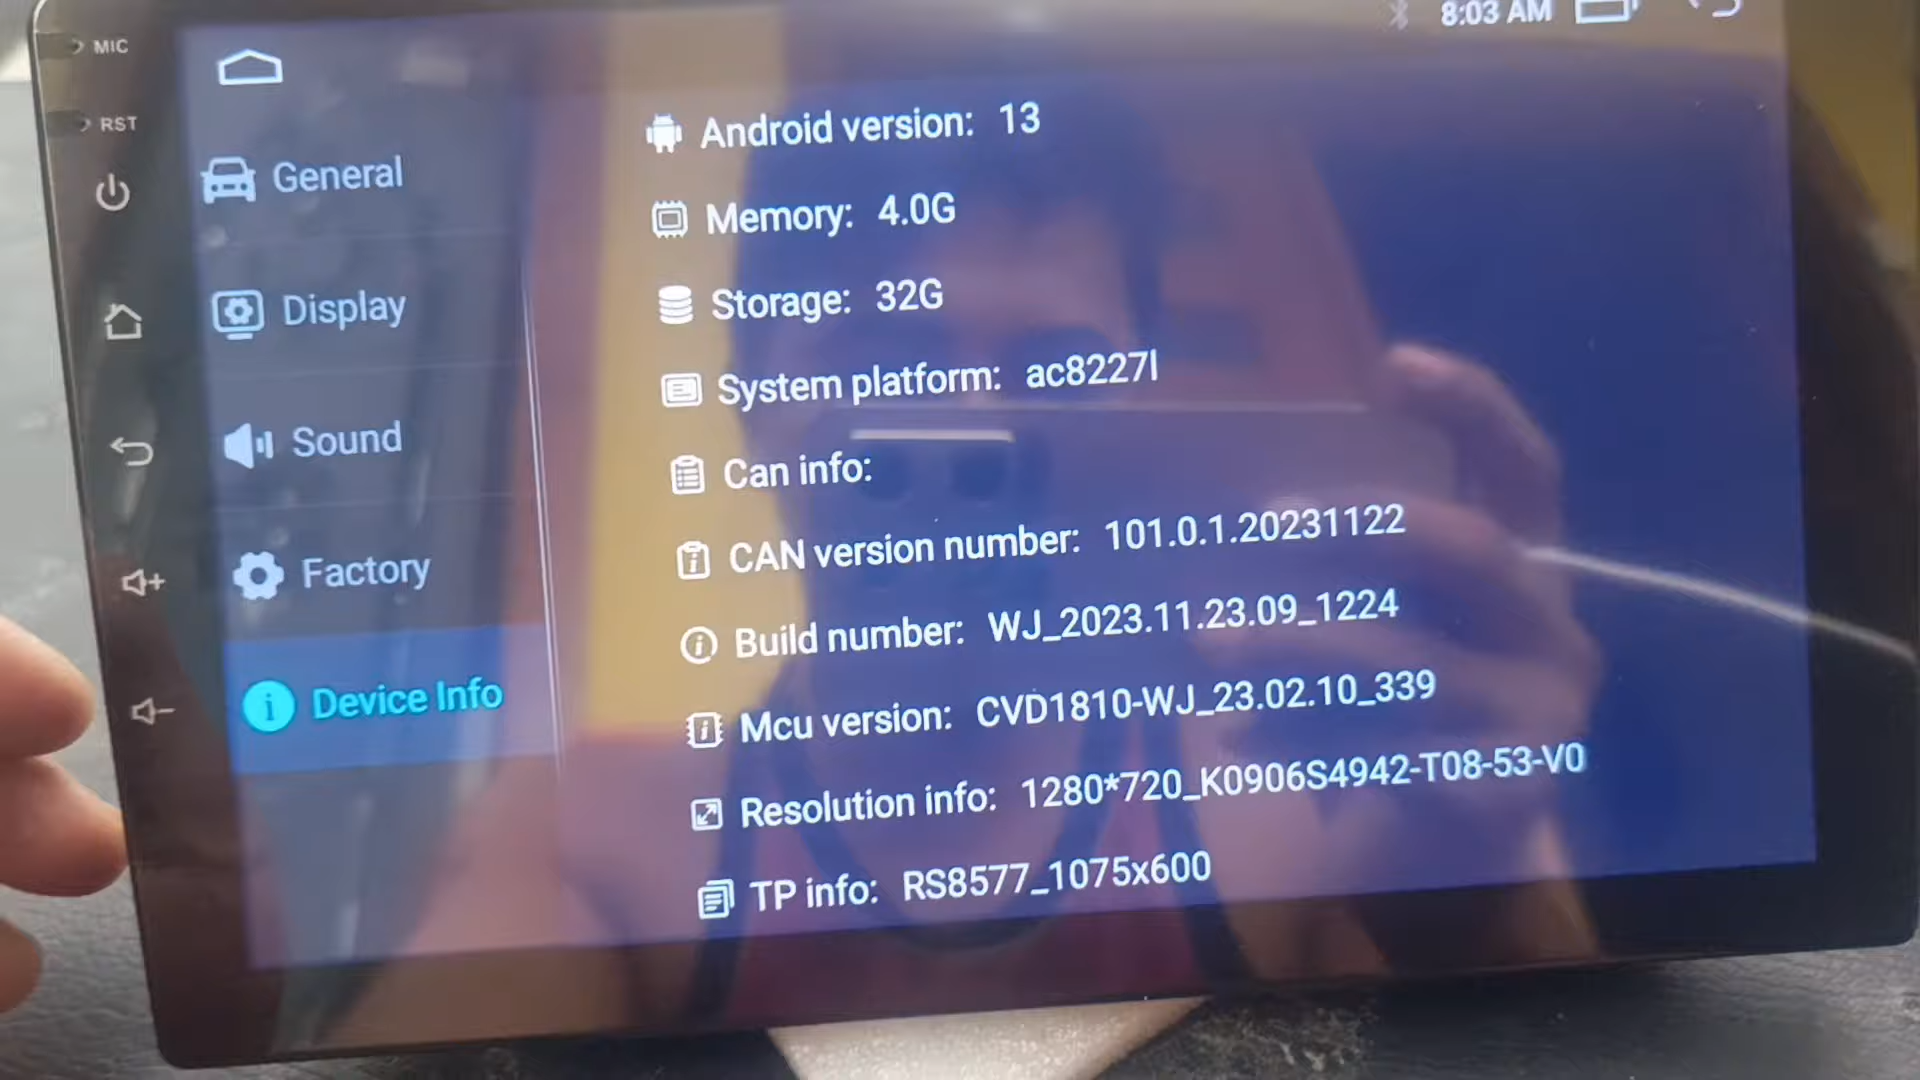 MIC
8:03 AM
RST
General
Display
Sound
Factory
Device Info
Android version: 13
Memory: 4.0G
Storage: 32G
System platform: ac8227l
Can info:
CAN version number: 101.0.1.20231122
Build number: WJ_2023.11.23.09_1224
Mcu version: CVD1810-WJ_23.02.10_339
Resolution info: 1280*720_K0906S4942-T08-53-V0
TP info: RS8577_1075x600